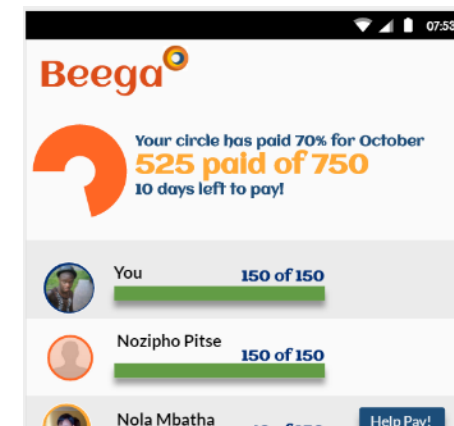 07:53
Beega
Your circle has paid 70% for October
525 paid of 750
10 days left to pay!
You
150 of 150
Nozipho Pitse
150 of 150
Nola Mbatha
Help Pay!